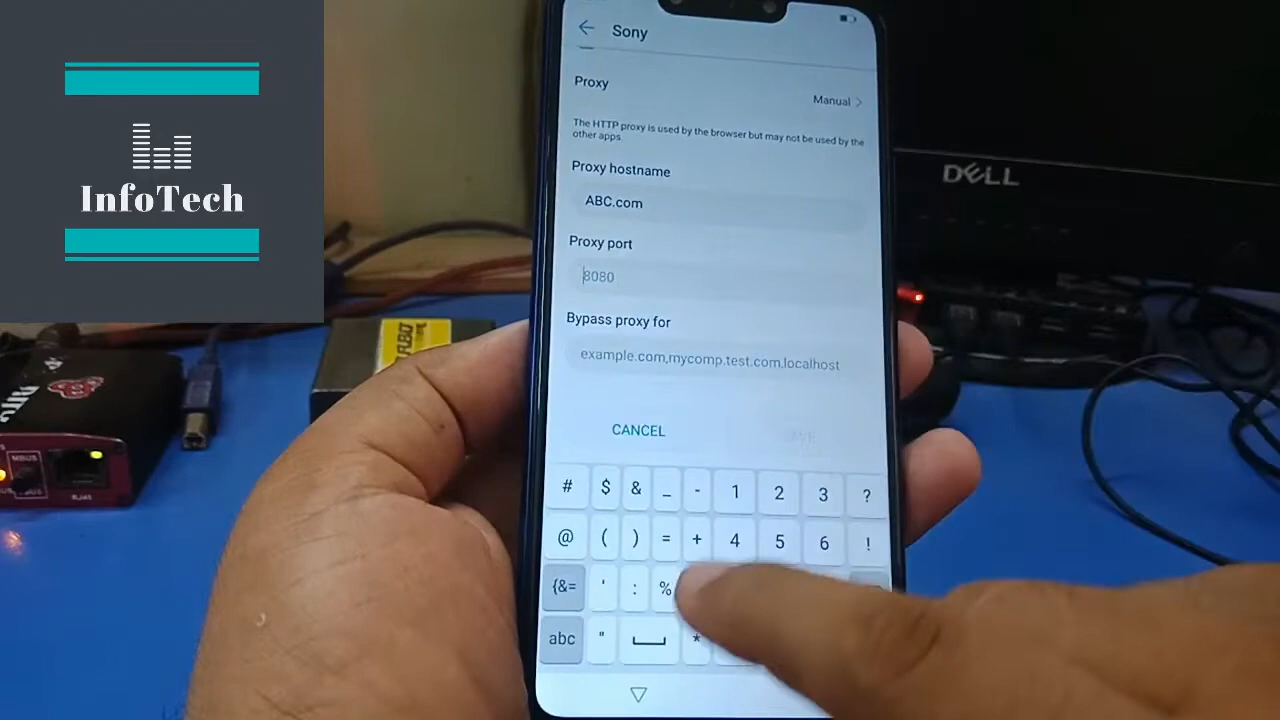 InfoTech
Sony
Proxy
Manual
The HTTP proxy is used by the browser but may not be used by the
other apps.
Proxy hostname
ABC.com
Proxy port
8080
Bypass proxy for
example.com,mycomp.test.com.localhost
CANCEL
# $ & _ - 1 2 3 ?
@ ( ) = + 4 5 6 !
{&= ' : %
abc " *
DELL
MBUS
RJ45